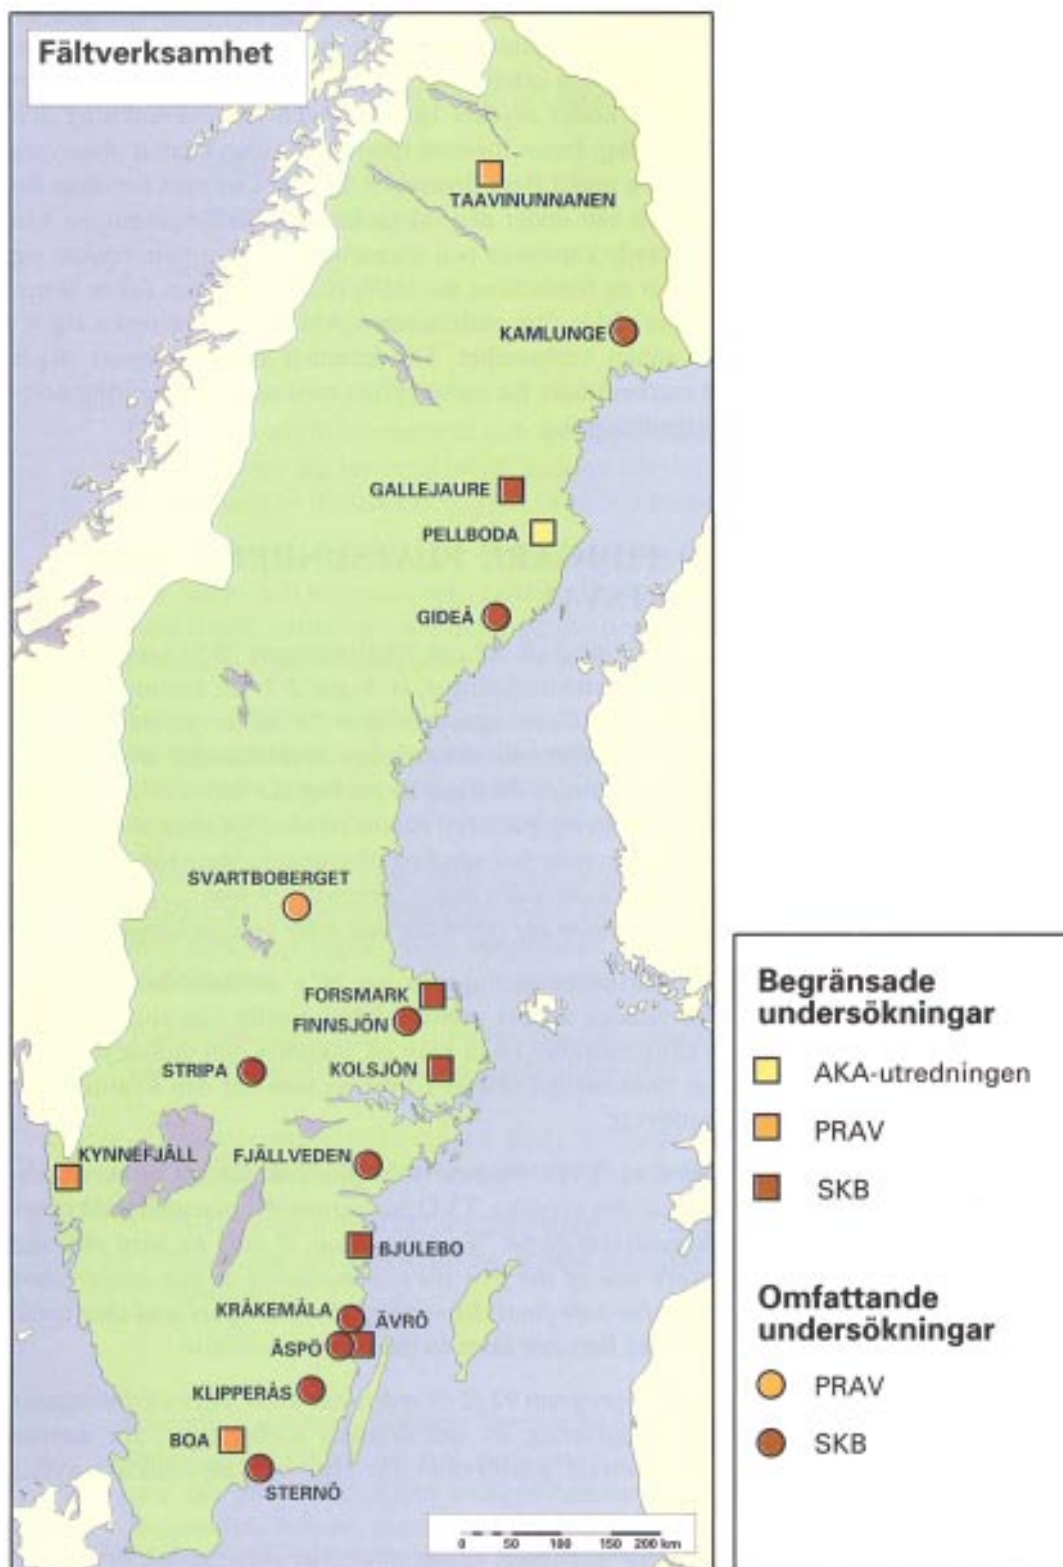 Fältverksamhet
TAAVINUNNANEN
KAMLUNGE
GALLEJAURE
PELLBODA
GIDEÅ
SVARTBOBERGET
FORSMARK
FINNSJÖN
STRIPA
KOLSJÖN
KYNNEFJÄLL
FJÄLLVEDEN
BJULEBO
KRÅKEMÅLA
ÄVRÖ
ÄSPÖ
KLIPPERÅS
BOA
STERNÖ
0 50 100 150 200 km
Begränsade
undersökningar
AKA-utredningen
PRAV
SKB
Omfattande
undersökningar
PRAV
SKB